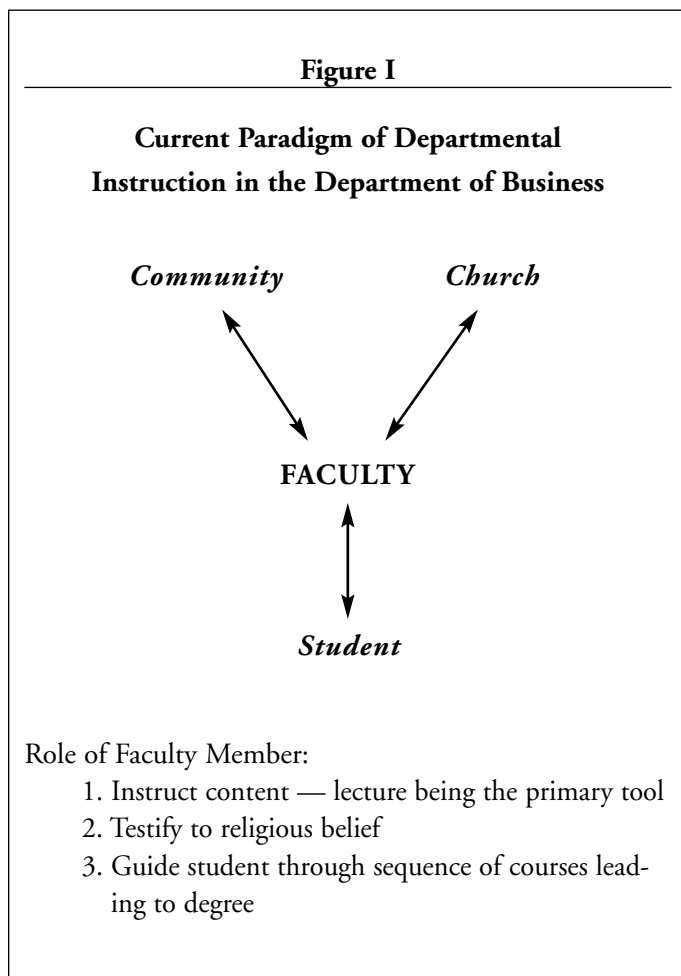 Figure I
Current Paradigm of Departmental
Instruction in the Department of Business
Community Church
FACULTY
Student
Role of Faculty Member:
1. Instruct content — lecture being the primary tool
2. Testify to religious belief
3. Guide student through sequence of courses lead-
ing to degree